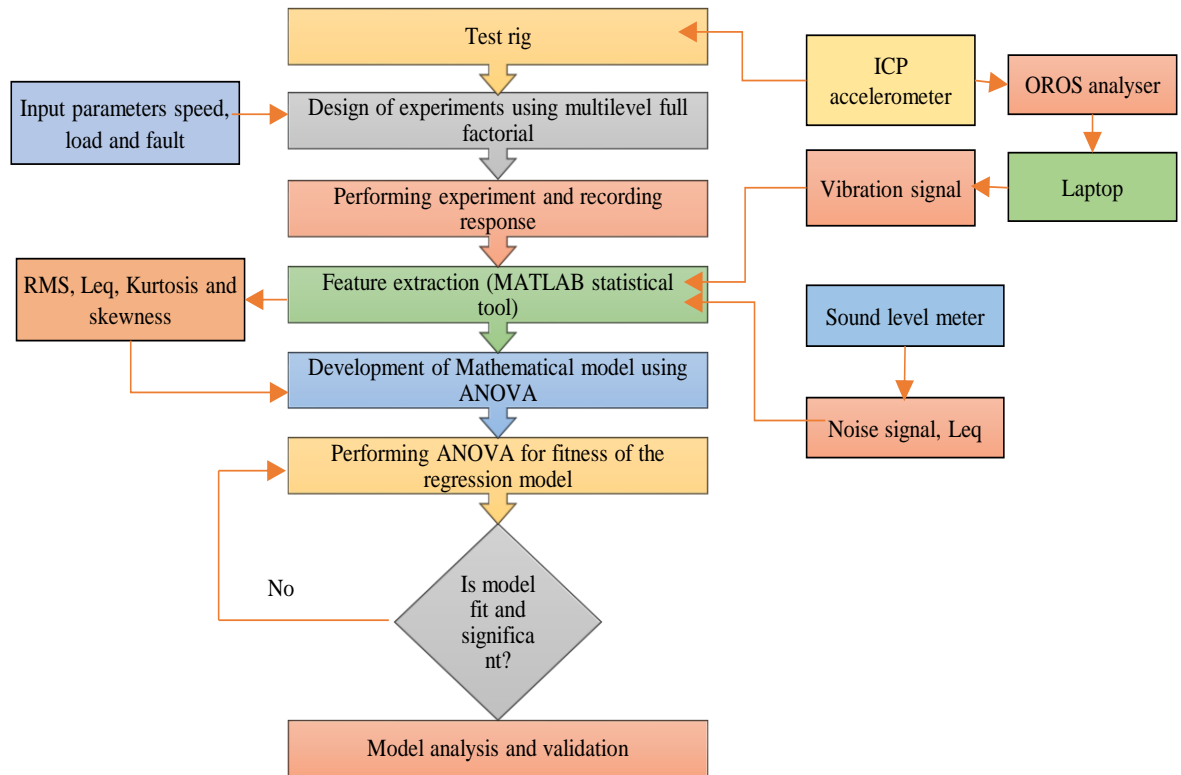 Test rig
ICP
accelerometer
OROS analyser
Input parameters speed,
load and fault
Design of experiments using multilevel full
factorial
Performing experiment and recording
response
Vibration signal
Laptop
RMS, Leq, Kurtosis and
skewness
Feature extraction (MATLAB statistical
tool)
Sound level meter
Development of Mathematical model using
ANOVA
Noise signal, Leq
Performing ANOVA for fitness of the
regression model
No
Is model
fit and
significa
nt?
Model analysis and validation